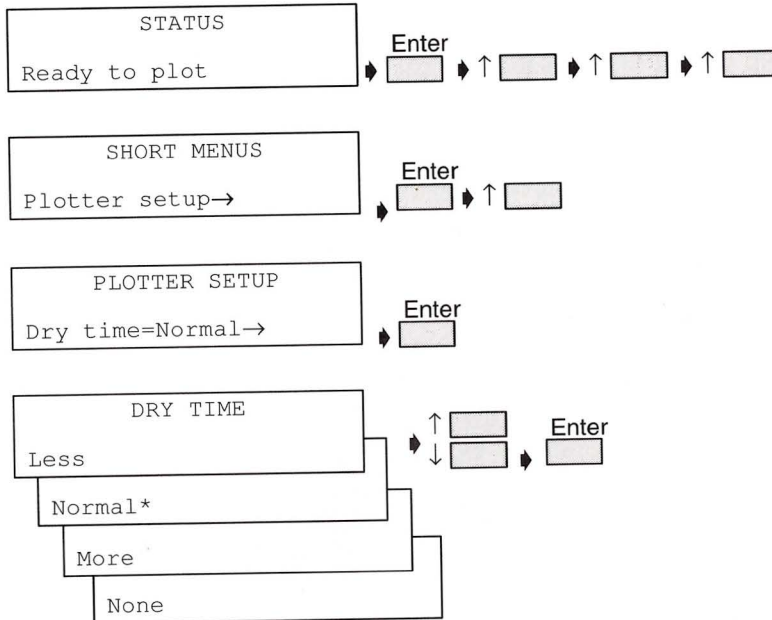 STATUS
Ready to plot
Enter
↑ ↑ ↑
SHORT MENUS
Plotter setup→
Enter
↑
PLOTTER SETUP
Dry time=Normal→
Enter
DRY TIME
Less
↑
↓
Enter
Normal*
More
None